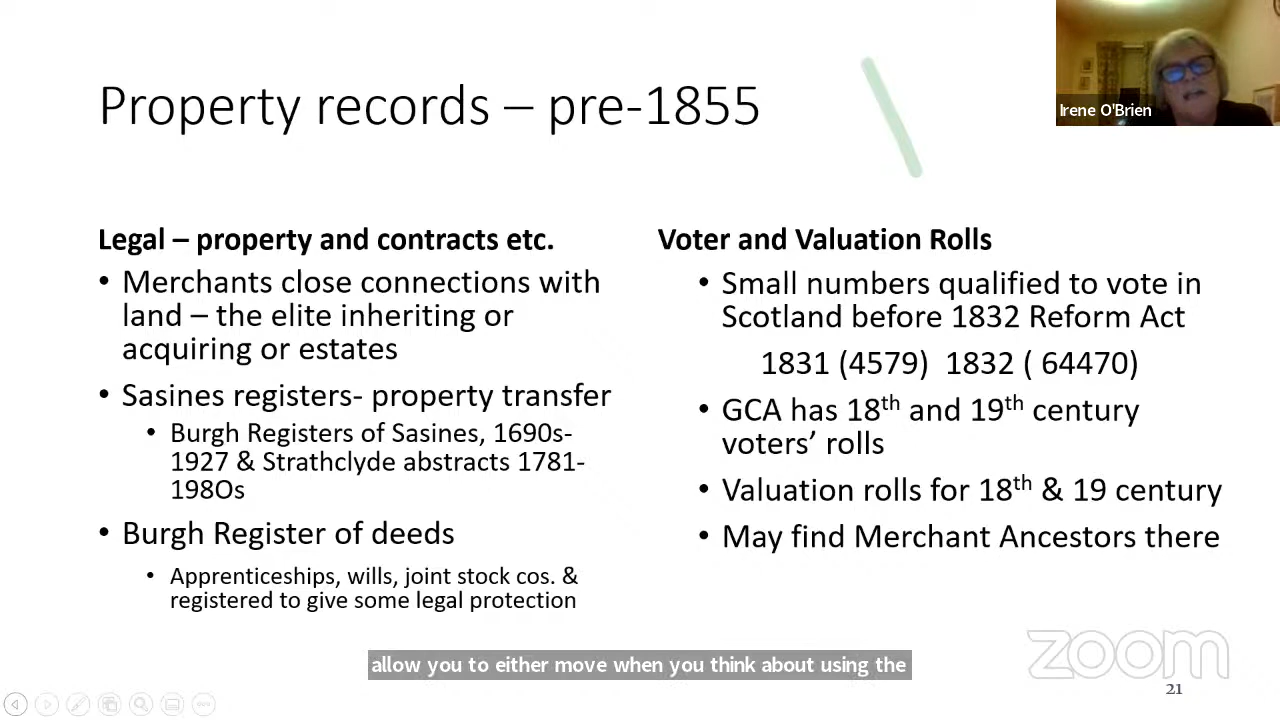 Property records – pre-1855
Irene O'Brien
Legal – property and contracts etc.
• Merchants close connections with
land – the elite inheriting or
acquiring or estates
• Sasines registers- property transfer
• Burgh Registers of Sasines, 1690s-
1927 & Strathclyde abstracts 1781-
198Os
• Burgh Register of deeds
• Apprenticeships, wills, joint stock cos. &
registered to give some legal protection
Voter and Valuation Rolls
• Small numbers qualified to vote in
Scotland before 1832 Reform Act
1831 (4579) 1832 ( 64470)
• GCA has 18th and 19th century
voters’ rolls
• Valuation rolls for 18th & 19 century
• May find Merchant Ancestors there
allow you to either move when you think about using the
zoom
21